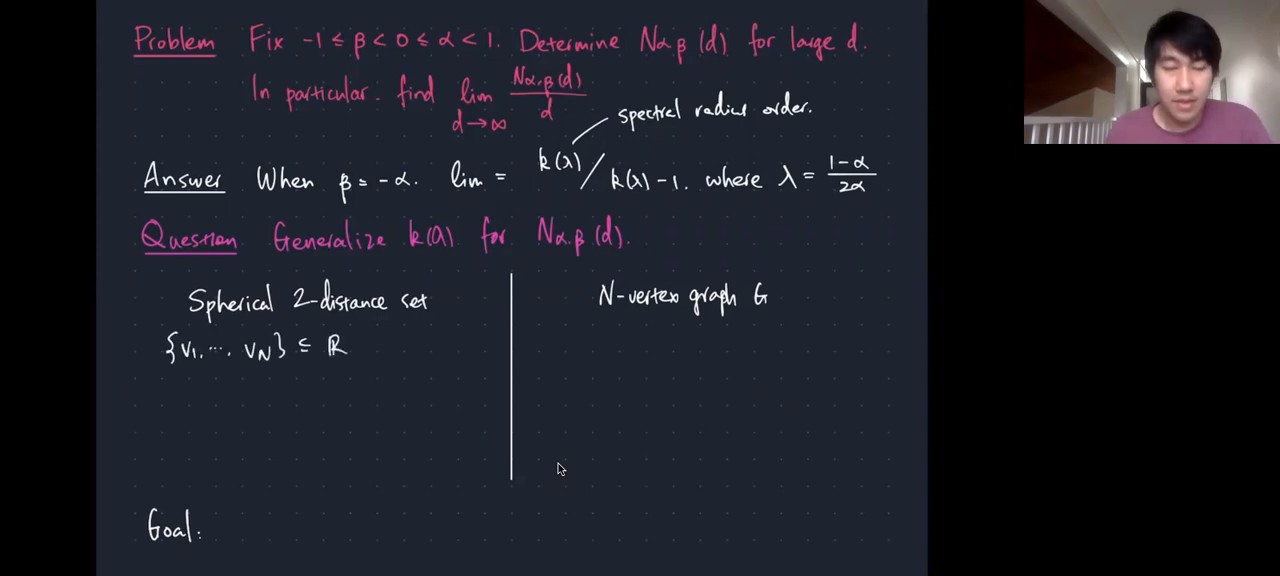 Problem Fix -1 ≤ β < 0 ≤ α < 1. Determine Nα,β (d) for large d.
In particular. find lim d→∞ Nα,β(d) / d
spectral radius order.
Answer When β = -α. lim = k(λ) / k(λ)-1. where λ = 1-α / 2α
Question Generalize k(λ) for Nα,β (d).
Spherical 2-distance set
N-vertex graph G
{v1, ..., vN} ⊆ ℝ
Goal: